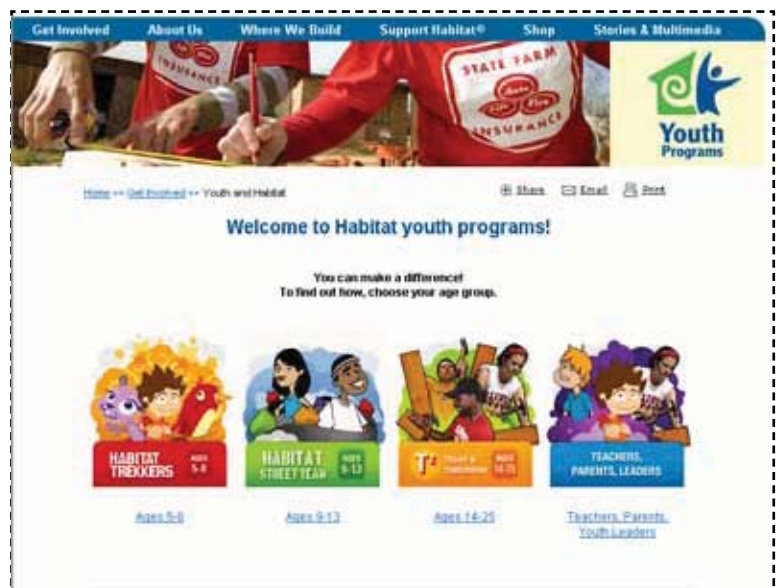 Get Involved About Us Where We Build Support Habitat® Shop Stories & Multimedia
INSURANCE
STATE FARM
INSURANCE
Youth
Programs
Home >> Get Involved >> Youth and Habitat
Share Email Print
Welcome to Habitat youth programs!
You can make a difference!
To find out how, choose your age group.
HABITAT
TREKKERS
AGES
5-8
HABITAT
STREET TEAM
AGES
9-13
TODAY &
TOMORROW
AGES
14-25
TEACHERS,
PARENTS, LEADERS
Ages 5-8
Ages 9-13
Ages 14-25
Teachers, Parents,
Youth Leaders